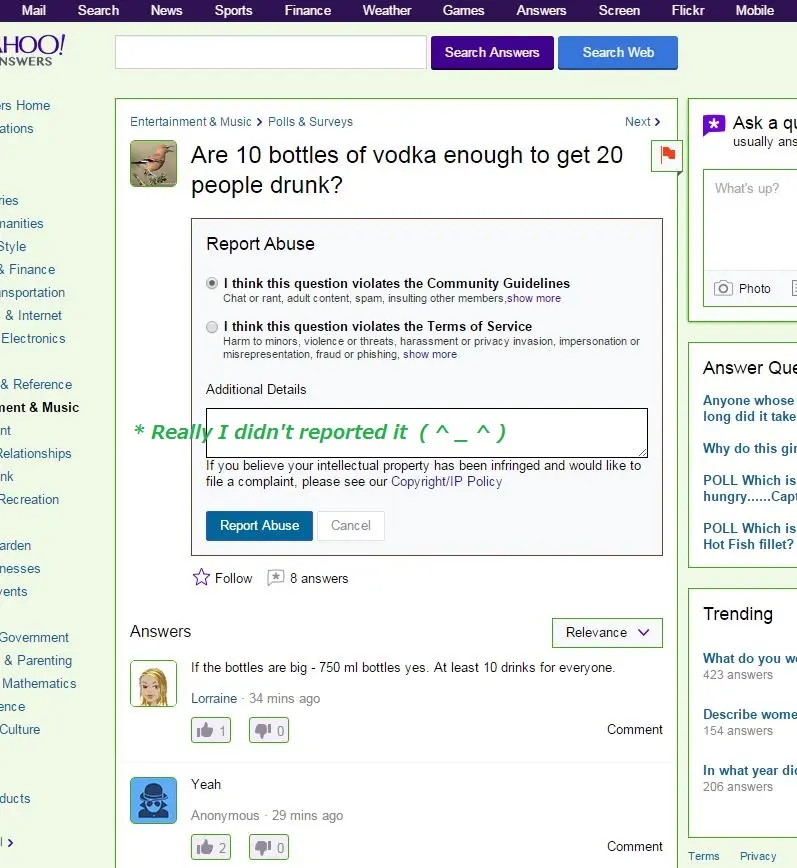 Mail Search News Sports Finance Weather Games Answers Screen Flickr Mobile
AHOO!
NSWERS
Search Answers
Search Web
ers Home
ations
ries
manities
Style
& Finance
ansportation
& Internet
Electronics
& Reference
ment & Music
nt
Relationships
nk
Recreation
arden
nesses
vents
Government
& Parenting
Mathematics
ence
Culture
ducts
l >
Entertainment & Music > Polls & Surveys
Next >
Are 10 bottles of vodka enough to get 20
people drunk?
Report Abuse
I think this question violates the Community Guidelines
Chat or rant, adult content, spam, insulting other members,show more
I think this question violates the Terms of Service
Harm to minors, violence or threats, harassment or privacy invasion, impersonation or
misrepresentation, fraud or phishing, show more
Additional Details
* Really I didn't reported it ( ^ _ ^ )
If you believe your intellectual property has been infringed and would like to
file a complaint, please see our Copyright/IP Policy
Report Abuse
Cancel
Follow
8 answers
Answers
Relevance
If the bottles are big - 750 ml bottles yes. At least 10 drinks for everyone.
Lorraine · 34 mins ago
1
0
Comment
Yeah
Anonymous · 29 mins ago
2
0
Comment
Ask a qu
usually ans
What's up?
Photo
Answer Que
Anyone whose
long did it take
Why do this girl
POLL Which is
hungry......Capt
POLL Which is
Hot Fish fillet?
Trending
What do you we
423 answers
Describe wome
154 answers
In what year did
206 answers
Terms Privacy